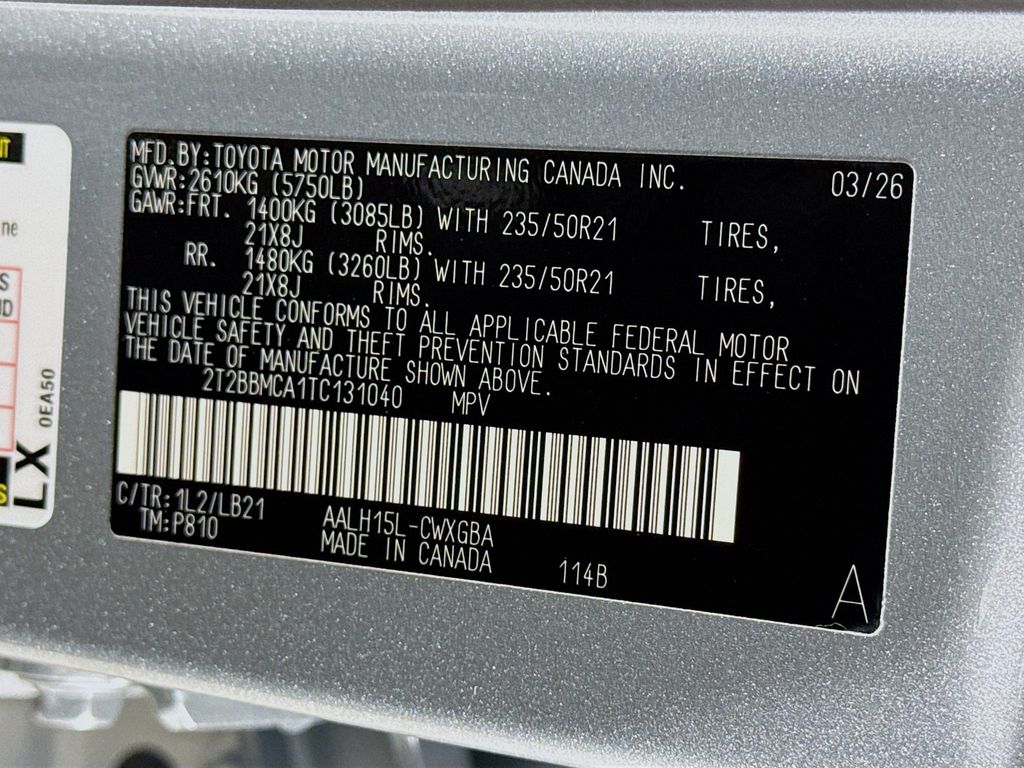 MFD.BY:TOYOTA MOTOR MANUFACTURING CANADA INC. 03/26
GVWR:2610KG (5750LB)
GAWR:FRT. 1400KG (3085LB) WITH 235/50R21 TIRES,
21X8J RIMS.
RR. 1480KG (3260LB) WITH 235/50R21 TIRES,
21X8J RIMS.
THIS VEHICLE CONFORMS TO ALL APPLICABLE FEDERAL MOTOR
VEHICLE SAFETY AND THEFT PREVENTION STANDARDS IN EFFECT ON
THE DATE OF MANUFACTURE SHOWN ABOVE.
2T2BBMCA1TC131040 MPV
C/TR:1L2/LB21
TM:P810
AALH15L-CWXGBA
MADE IN CANADA
114B
A
LX
0EA50